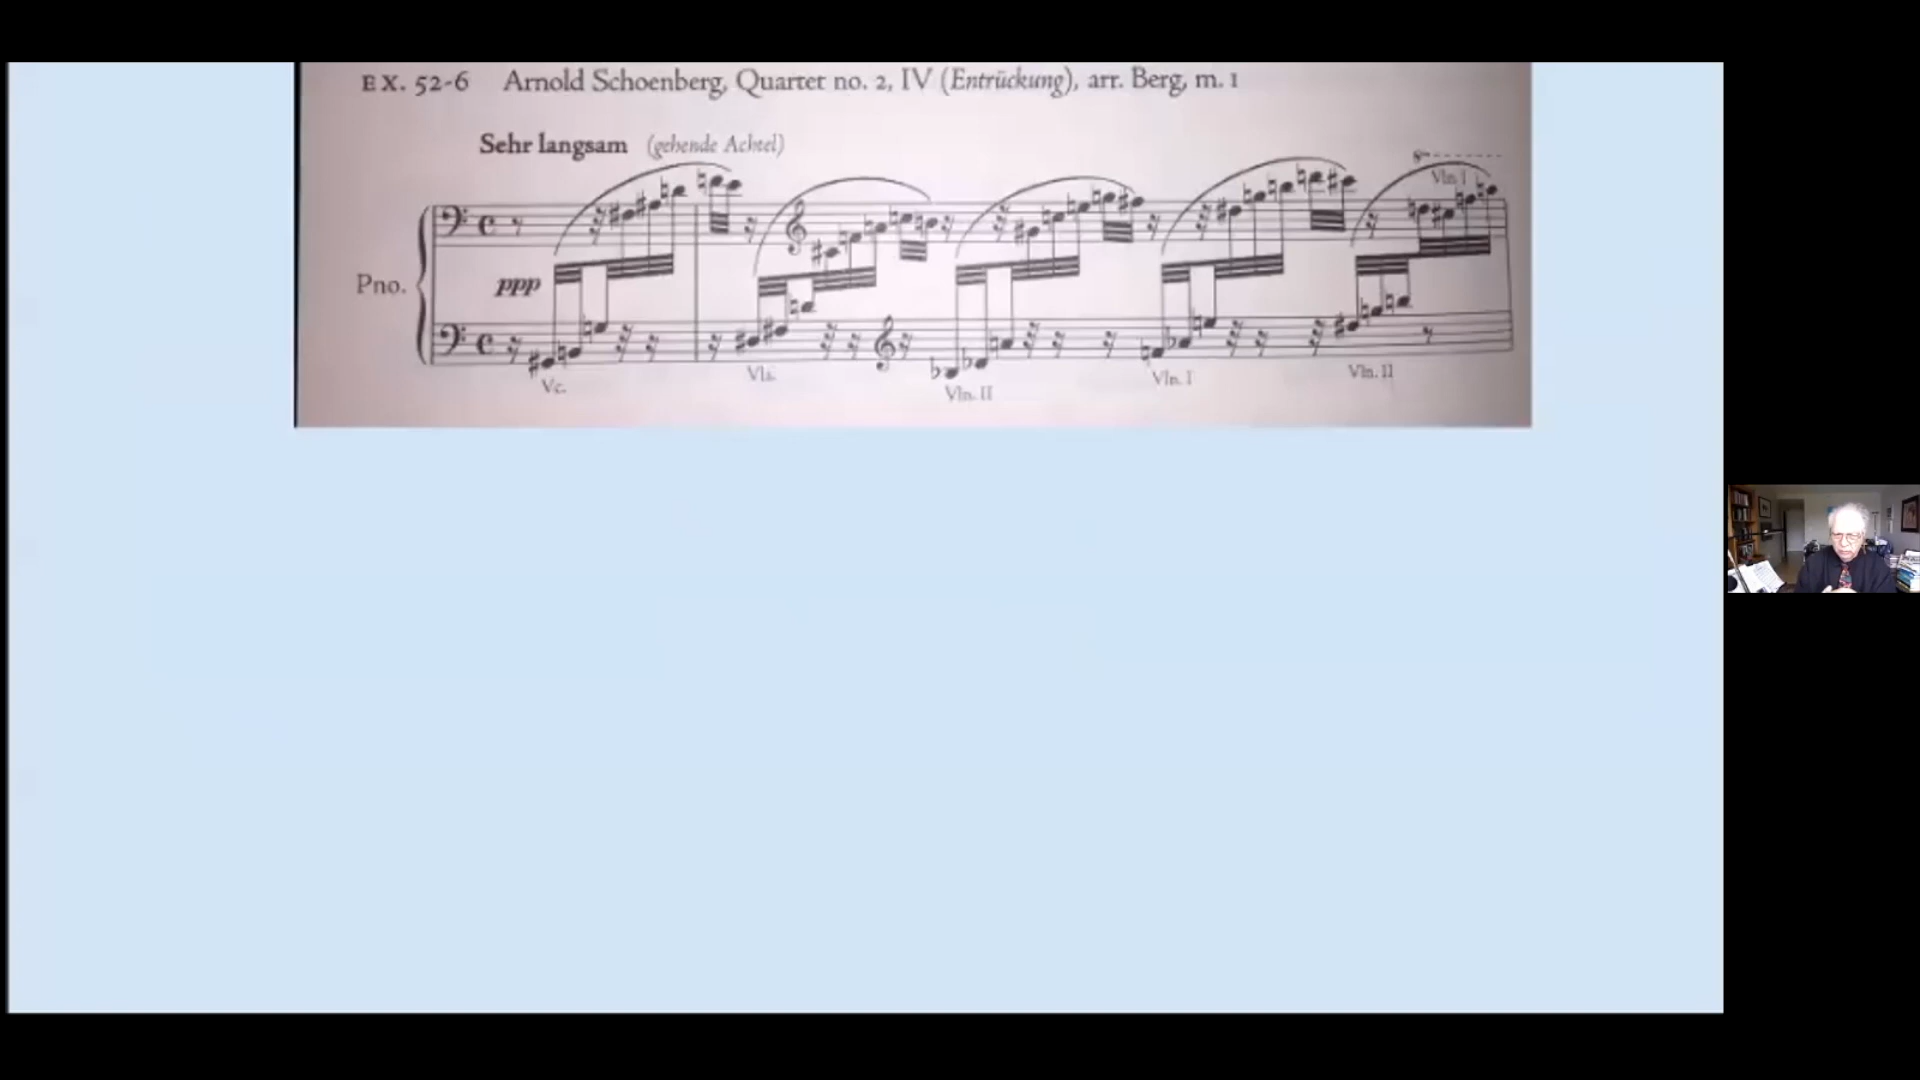 EX. 52-6 Arnold Schoenberg, Quartet no. 2, IV (Entrückung), arr. Berg, m. 1
Sehr langsam (gehende Achtel)
8va
Vln. I
Pno.
ppp
Vc.
Vla.
Vln. II
Vln. I
Vln. II